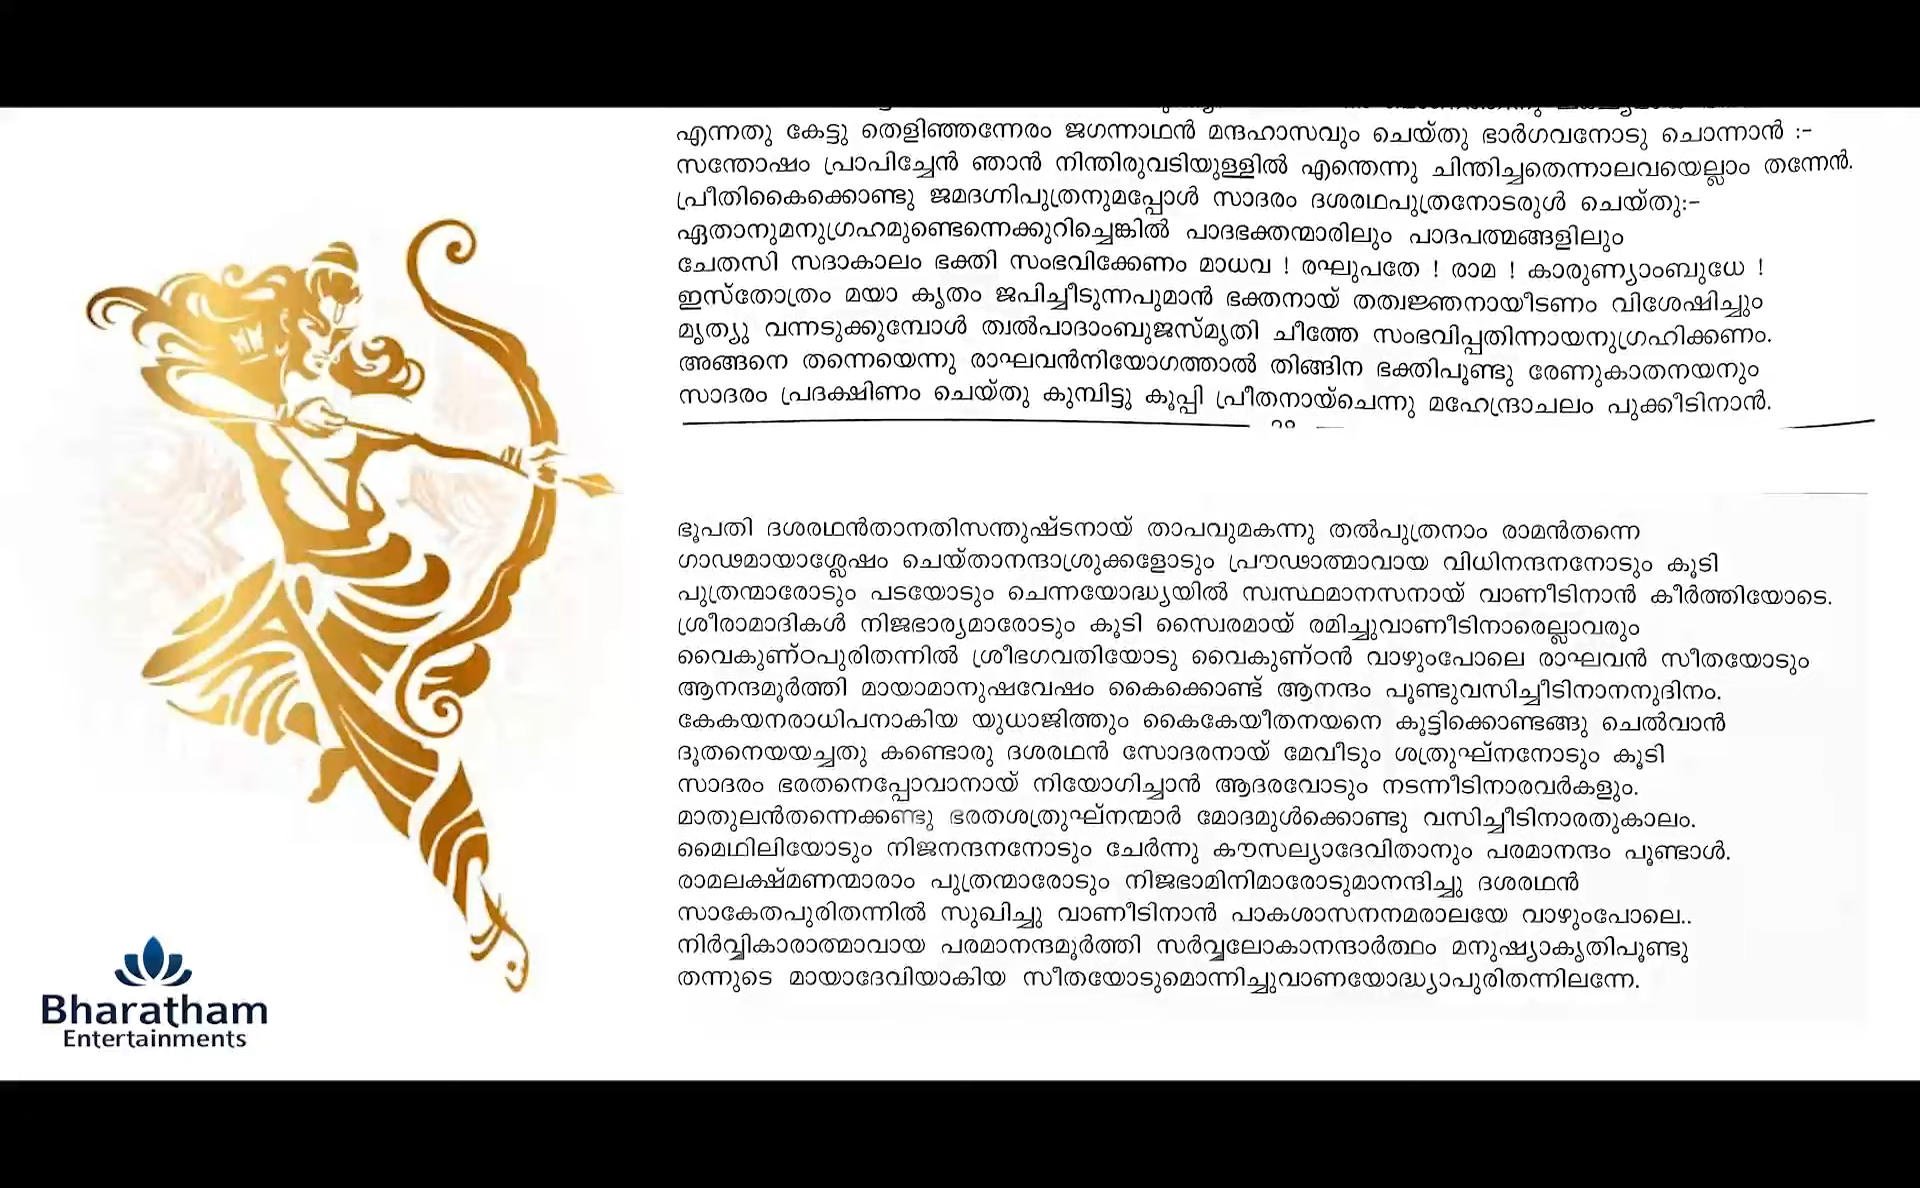 എന്നതു കേട്ടു തെളിഞ്ഞന്നേരം ജഗന്നാഥൻ മന്ദഹാസവും ചെയ്തു ഭാർഗവനോടു ചൊന്നാൻ :-
സന്തോഷം പ്രാപിച്ചേൻ ഞാൻ നിന്തിരുവടിയുള്ളിൽ എന്തെന്നു ചിന്തിച്ചതെന്നാലവയെല്ലാം തന്നേൻ.
പ്രീതികൈക്കൊണ്ടു ജമദഗ്നിപുത്രനുമപ്പോൾ സാദരം ദശരഥപുത്രനോടരുൾ ചെയ്തു:-
ഏതാനുമനുഗ്രഹമുണ്ടെന്നെക്കുറിച്ചെങ്കിൽ പാദഭക്തന്മാരിലും പാദപത്മങ്ങളിലും
ചേതസി സദാകാലം ഭക്തി സംഭവിക്കേണം മാധവ ! രഘുപതേ ! രാമ ! കാരുണ്യാംബുധേ !
ഇസ്തോത്രം മയാ കൃതം ജപിച്ചീടുന്നപുമാൻ ഭക്തനായ് തത്വജ്ഞനായീടണം വിശേഷിച്ചും
മൃത്യു വന്നടുക്കുമ്പോൾ ത്വൽപാദാംബുജസ്മൃതി ചീത്തേ സംഭവിപ്പതിന്നായനുഗ്രഹിക്കണം.
അങ്ങനെ തന്നെയെന്നു രാഘവൻനിയോഗത്താൽ തിങ്ങിന ഭക്തിപൂണ്ടു രേണുകാതനയനും
സാദരം പ്രദക്ഷിണം ചെയ്തു കുമ്പിട്ടു കൂപ്പി പ്രീതനായ്ചെന്നു മഹേന്ദ്രാചലം പുക്കീടിനാൻ.
ഭൂപതി ദശരഥൻതാനതിസന്തുഷ്ടനായ് താപവുമകന്നു തൽപുത്രനാം രാമൻതന്നെ
ഗാഢമായാശ്ലേഷം ചെയ്താനന്ദാശ്രുക്കളോടും പ്രൗഢാത്മാവായ വിധിനന്ദനനോടും കൂടി
പുത്രന്മാരോടും പടയോടും ചെന്നയോദ്ധ്യയിൽ സ്വസ്ഥമാനസനായ് വാണീടിനാൻ കീർത്തിയോടെ.
ശ്രീരാമാദികൾ നിജഭാര്യമാരോടും കൂടി സ്വൈരമായ് രമിച്ചുവാണീടിനാരെല്ലാവരും
വൈകുണ്ഠപുരിതന്നിൽ ശ്രീഭഗവതിയോടു വൈകുണ്ഠൻ വാഴുംപോലെ രാഘവൻ സീതയോടും
ആനന്ദമൂർത്തി മായാമാനുഷവേഷം കൈക്കൊണ്ട് ആനന്ദം പൂണ്ടുവസിച്ചീടിനാനനുദിനം.
കേകയനരാധിപനാകിയ യുധാജിത്തും കൈകേയീതനയനെ കൂട്ടിക്കൊണ്ടങ്ങു ചെൽവാൻ
ദൂതനെയയച്ചതു കണ്ടൊരു ദശരഥൻ സോദരനായ് മേവീടും ശത്രുഘ്നനോടും കൂടി
സാദരം ഭരതനെപ്പോവാനായ് നിയോഗിച്ചാൻ ആദരവോടും നടന്നീടിനാരവർകളും.
മാതുലൻതന്നെക്കണ്ടു ഭരതശത്രുഘ്നന്മാർ മോദമുൾക്കൊണ്ടു വസിച്ചീടിനാരതുകാലം.
മൈഥിലിയോടും നിജനന്ദനനോടും ചേർന്നു കൗസല്യാദേവിതാനും പരമാനന്ദം പൂണ്ടാൾ.
രാമലക്ഷ്മണന്മാരാം പുത്രന്മാരോടും നിജഭാമിനിമാരോടുമാനന്ദിച്ചു ദശരഥൻ
സാകേതപുരിതന്നിൽ സുഖിച്ചു വാണീടിനാൻ പാകശാസനനമരാലയേ വാഴുംപോലെ..
നിർവ്വികാരാത്മാവായ പരമാനന്ദമൂർത്തി സർവ്വലോകാനന്ദാർത്ഥം മനുഷ്യാകൃതിപൂണ്ടു
തന്നുടെ മായാദേവിയാകിയ സീതയോടുമൊന്നിച്ചുവാണയോദ്ധ്യാപുരിതന്നിലന്നേ.
Bharatham
Entertainments